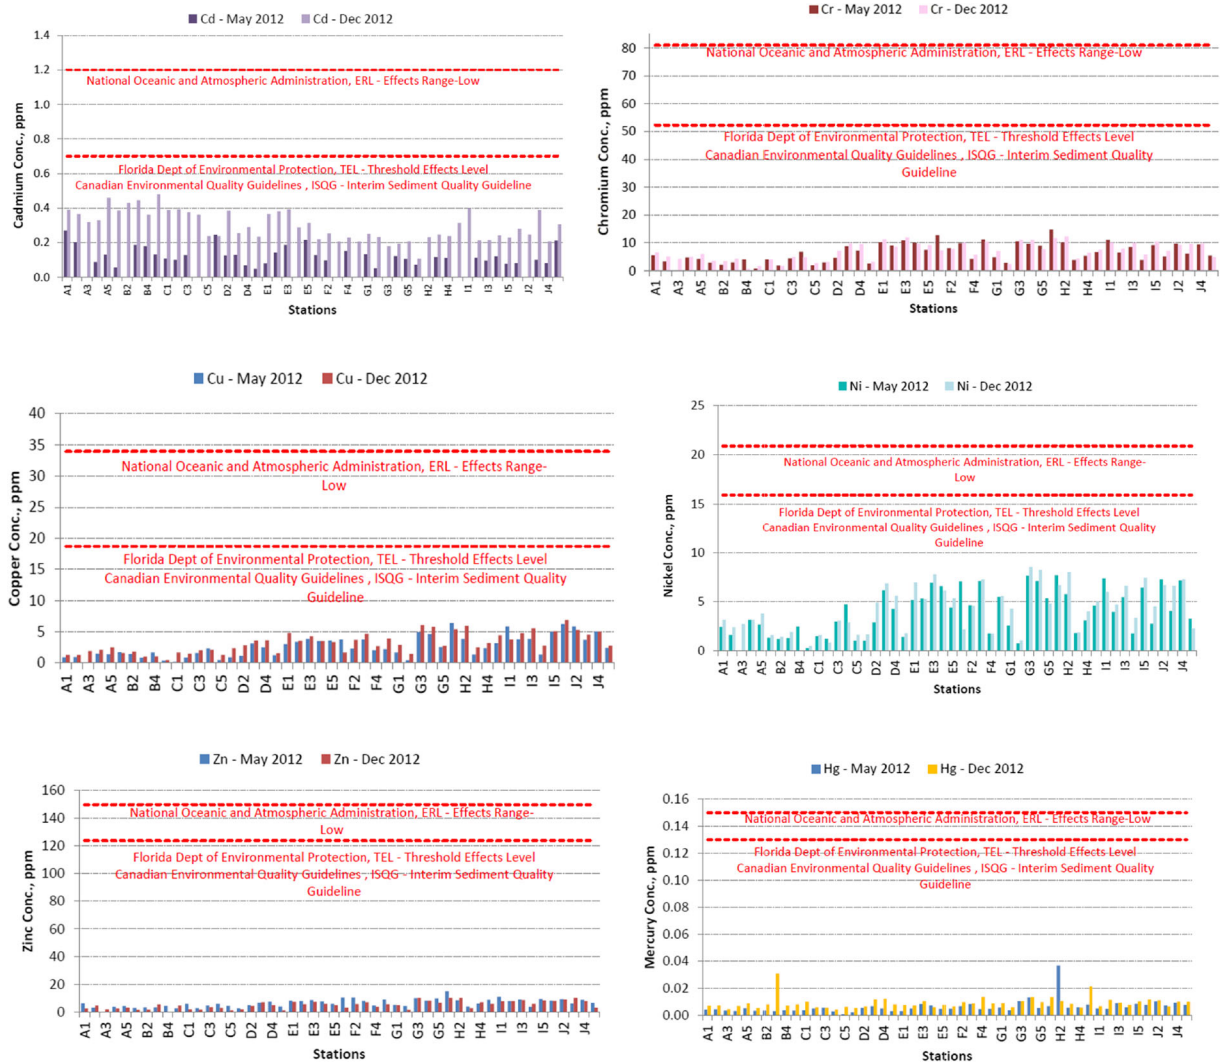 Cd - May 2012 Cd - Dec 2012
1.4
1.2
National Oceanic and Atmospheric Administration, ERL - Effects Range-Low
1.0
0.8
Florida Dept of Environmental Protection, TEL - Threshold Effects Level
0.6
Canadian Environmental Quality Guidelines , ISQG - Interim Sediment Quality Guideline
0.4
0.2
0.0
Cadmium Conc., ppm
A1 A3 A5 B2 B4 C1 C3 C5 D2 D4 E1 E3 E5 F2 F4 G1 G3 G5 H2 H4 I1 I3 I5 J2 J4
Stations
Cr - May 2012 Cr - Dec 2012
80
National Oceanic and Atmospheric Administration, ERL - Effects Range-Low
70
60
50
Florida Dept of Environmental Protection, TEL - Threshold Effects Level
Canadian Environmental Quality Guidelines , ISQG - Interim Sediment Quality
40
Guideline
30
20
10
0
Chromium Conc., ppm
A1 A3 A5 B2 B4 C1 C3 C5 D2 D4 E1 E3 E5 F2 F4 G1 G3 G5 H2 H4 I1 I3 I5 J2 J4
Stations
Cu - May 2012 Cu - Dec 2012
40
35
National Oceanic and Atmospheric Administration, ERL - Effects Range-
30
Low
25
20
Florida Dept of Environmental Protection, TEL - Threshold Effects Level
15
Canadian Environmental Quality Guidelines , ISQG - Interim Sediment Quality
10
Guideline
5
0
Copper Conc., ppm
A1 A3 A5 B2 B4 C1 C3 C5 D2 D4 E1 E3 E5 F2 F4 G1 G3 G5 H2 H4 I1 I3 I5 J2 J4
Stations
Ni - May 2012 Ni - Dec 2012
25
20
National Oceanic and Atmospheric Administration, ERL - Effects Range-
Low
15
Florida Dept of Environmental Protection, TEL - Threshold Effects Level
Canadian Environmental Quality Guidelines , ISQG - Interim Sediment Quality
Guideline
10
5
0
Nickel Conc., ppm
A1 A3 A5 B2 B4 C1 C3 C5 D2 D4 E1 E3 E5 F2 F4 G1 G3 G5 H2 H4 I1 I3 I5 J2 J4
Stations
Zn - May 2012 Zn - Dec 2012
160
140
National Oceanic and Atmospheric Administration, ERL - Effects Range-
Low
120
Florida Dept of Environmental Protection, TEL - Threshold Effects Level
100
Canadian Environmental Quality Guidelines , ISQG - Interim Sediment Quality
Guideline
80
60
40
20
0
Zinc Conc., ppm
A1 A3 A5 B2 B4 C1 C3 C5 D2 D4 E1 E3 E5 F2 F4 G1 G3 G5 H2 H4 I1 I3 I5 J2 J4
Stations
Hg - May 2012 Hg - Dec 2012
0.16
0.14
National Oceanic and Atmospheric Administration, ERL - Effects Range-Low
0.12
Florida Dept of Environmental Protection, TEL - Threshold Effects Level
Canadian Environmental Quality Guidelines , ISQG - Interim Sediment Quality
0.10
Guideline
0.08
0.06
0.04
0.02
0.00
Mercury Conc., ppm
A1 A3 A5 B2 B4 C1 C3 C5 D2 D4 E1 E3 E5 F2 F4 G1 G3 G5 H2 H4 I1 I3 I5 J2 J4
Stations